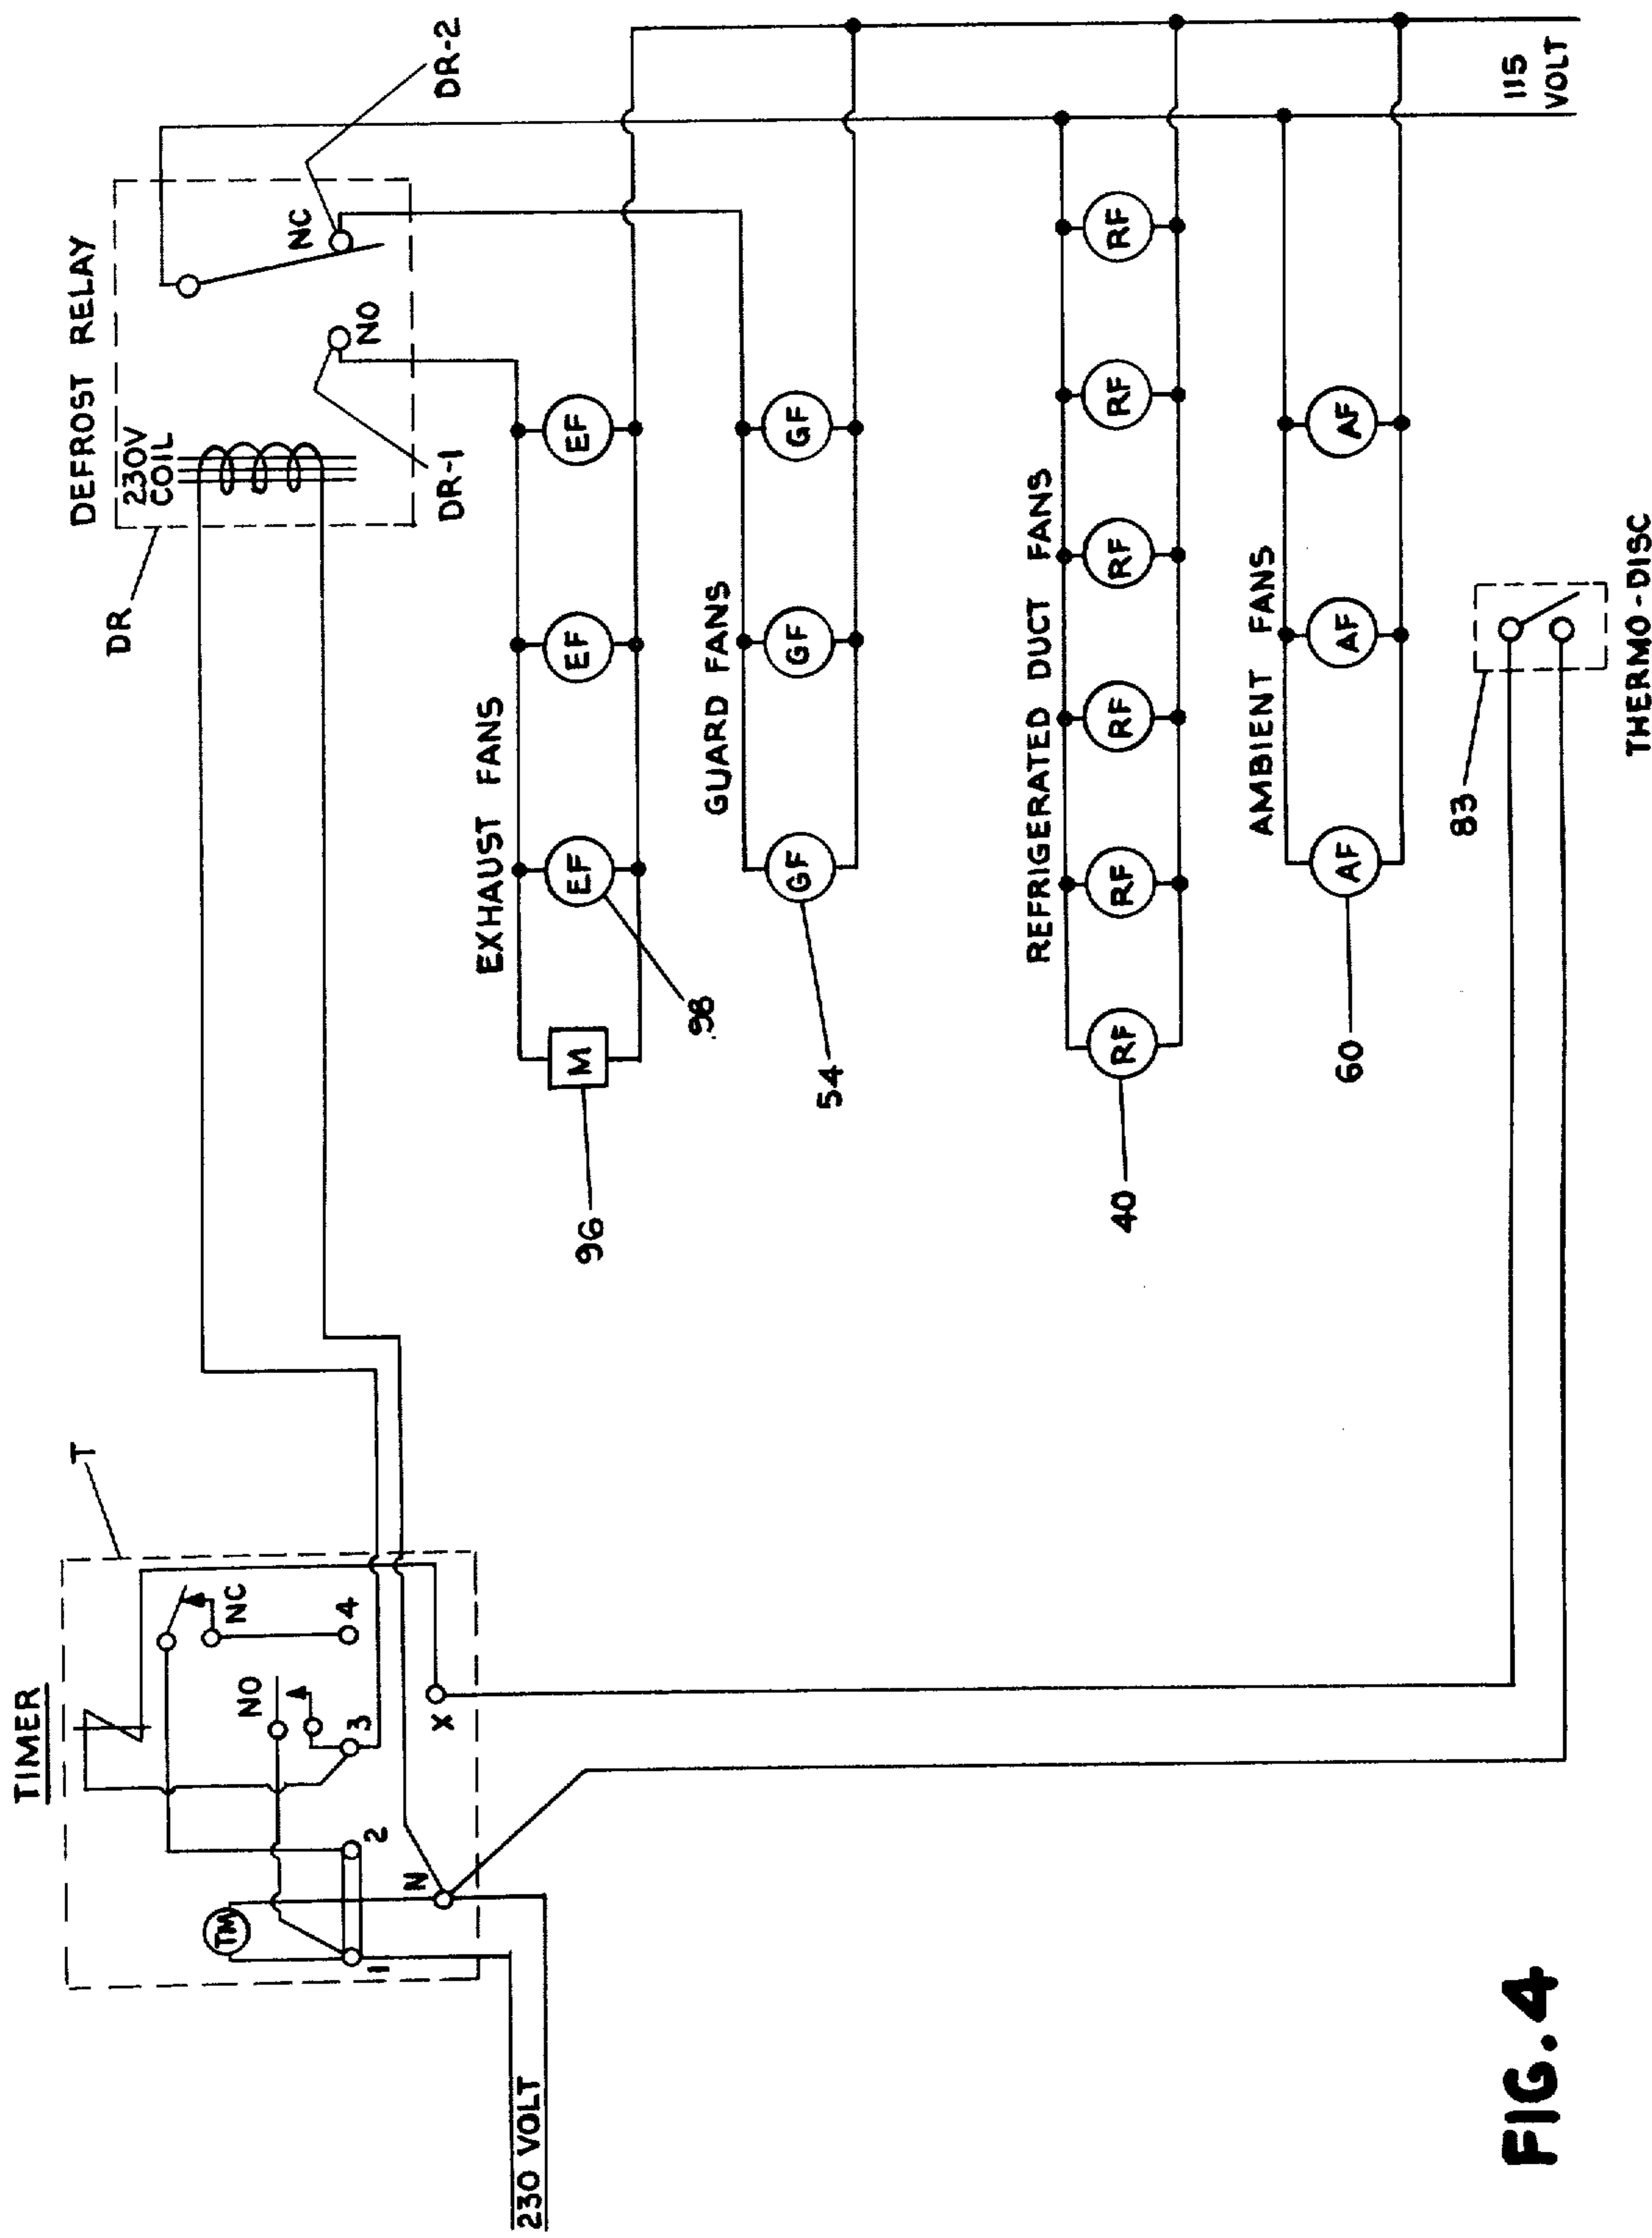 TIMER
T
NO
NC
TM
1
2
3
4
N
X
230 VOLT
DEFROST RELAY
230V
COIL
DR
NC
NO
DR-2
DR-1
EXHAUST FANS
M
EF
EF
EF
96
98
GUARD FANS
GF
GF
GF
54
REFRIGERATED DUCT FANS
RF
RF
RF
RF
RF
RF
40
AMBIENT FANS
AF
AF
AF
60
115
VOLT
83
THERMO-DISC
FIG. 4